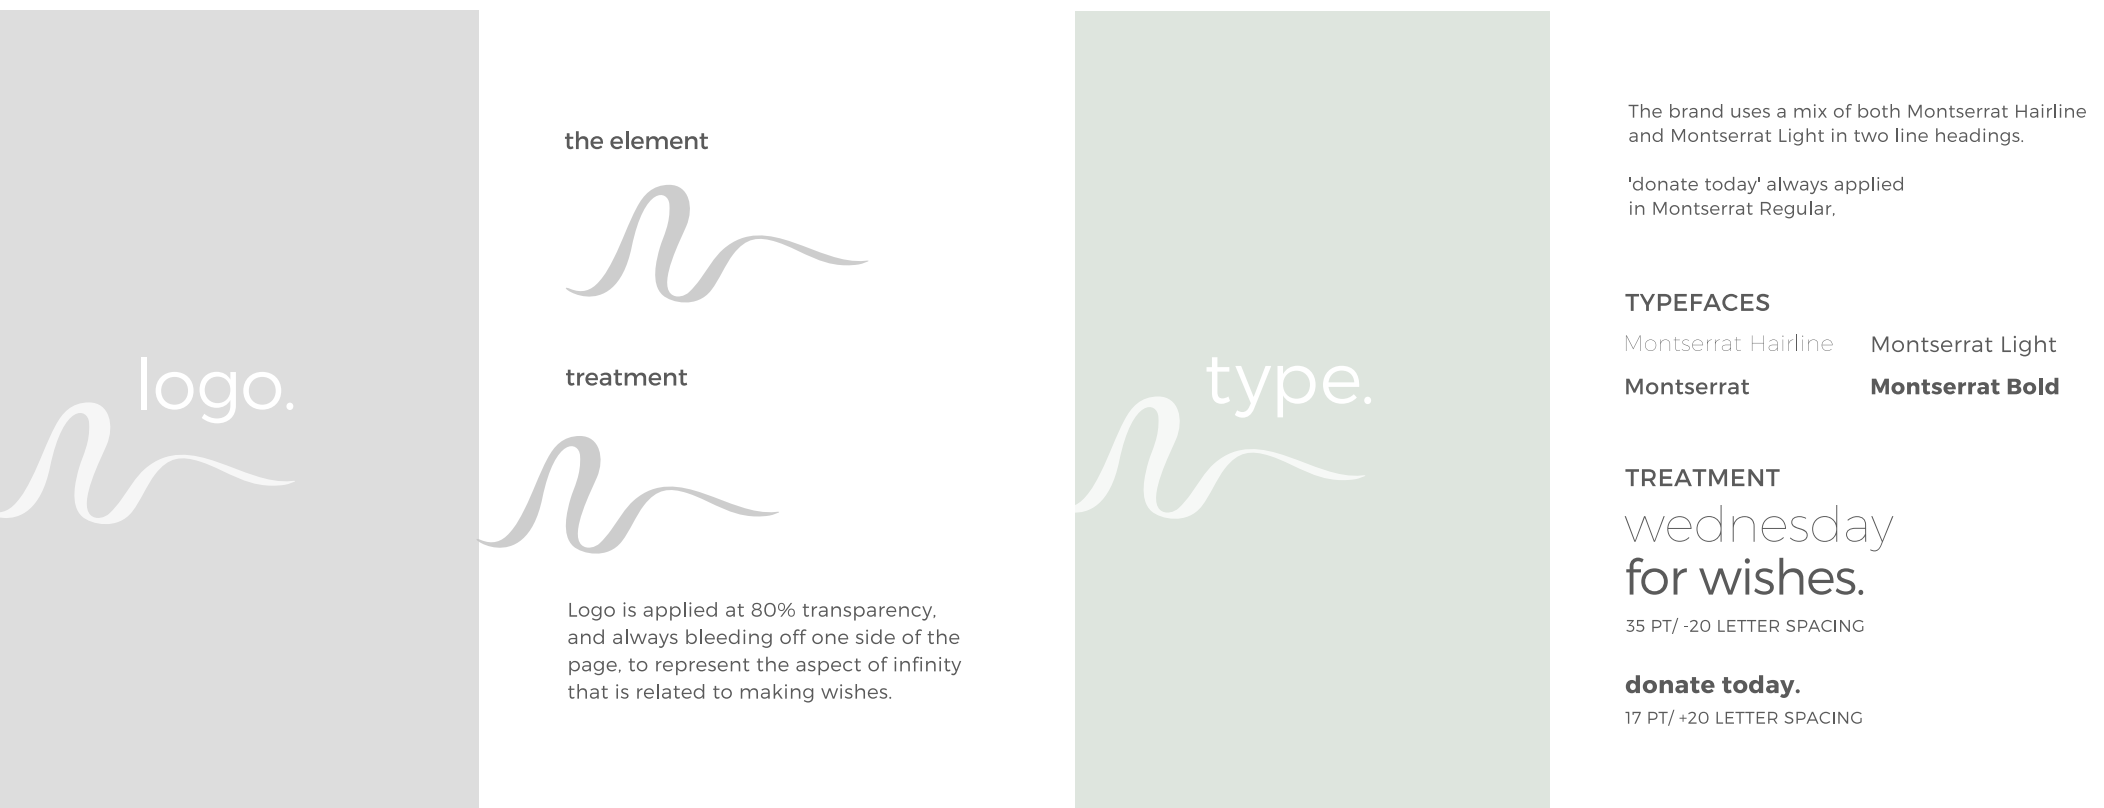 logo.
the element
treatment
Logo is applied at 80% transparency,
and always bleeding off one side of the
page, to represent the aspect of infinity
that is related to making wishes.
type.
The brand uses a mix of both Montserrat Hairline
and Montserrat Light in two line headings.
'donate today' always applied
in Montserrat Regular,
TYPEFACES
Montserrat Hairline Montserrat Light
Montserrat Montserrat Bold
TREATMENT
wednesday
for wishes.
35 PT/ -20 LETTER SPACING
donate today.
17 PT/ +20 LETTER SPACING